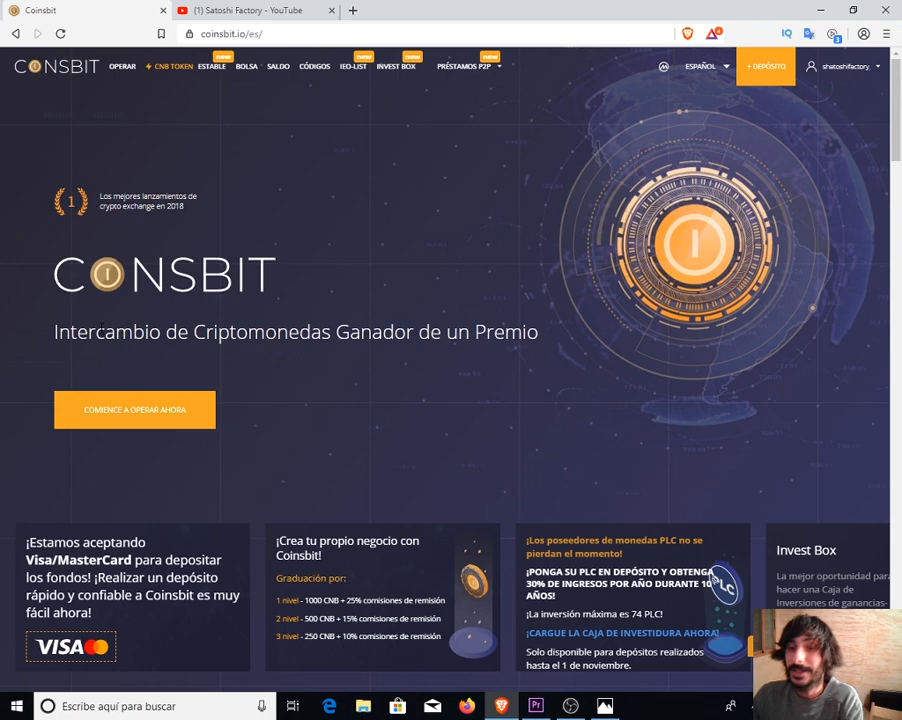 Coinsbit
(1) Satoshi Factory - YouTube
coinsbit.io/es/
COINSBIT
OPERAR
CNB TOKEN
new
ESTABLE
BOLSA
SALDO
CÓDIGOS
new
IEO-LIST
new
INVEST BOX
new
PRÉSTAMOS P2P
ESPAÑOL
+ DEPÓSITO
shatoshifactory_
1
Los mejores lanzamientos de
crypto exchange en 2018
COINSBIT
Intercambio de Criptomonedas Ganador de un Premio
COMIENCE A OPERAR AHORA
¡Estamos aceptando
Visa/MasterCard para depositar
los fondos! ¡Realizar un depósito
rápido y confiable a Coinsbit es muy
fácil ahora!
VISA
¡Crea tu propio negocio con
Coinsbit!
Graduación por:
1 nivel - 1000 CNB + 25% comisiones de remisión
2 nivel - 500 CNB + 15% comisiones de remisión
3 nivel - 250 CNB + 10% comisiones de remisión
¡Los poseedores de monedas PLC no se
pierdan el momento!
¡PONGA SU PLC EN DEPÓSITO Y OBTENGA
30% DE INGRESOS POR AÑO DURANTE 10
AÑOS!
¡La inversión máxima es 74 PLC!
¡CARGUE LA CAJA DE INVESTIDURA AHORA!
Solo disponible para depósitos realizados
hasta el 1 de noviembre.
PLC
Invest Box
La mejor oportunidad para
hacer una Caja de
Inversiones de ganancias-
Escribe aquí para buscar
Pr